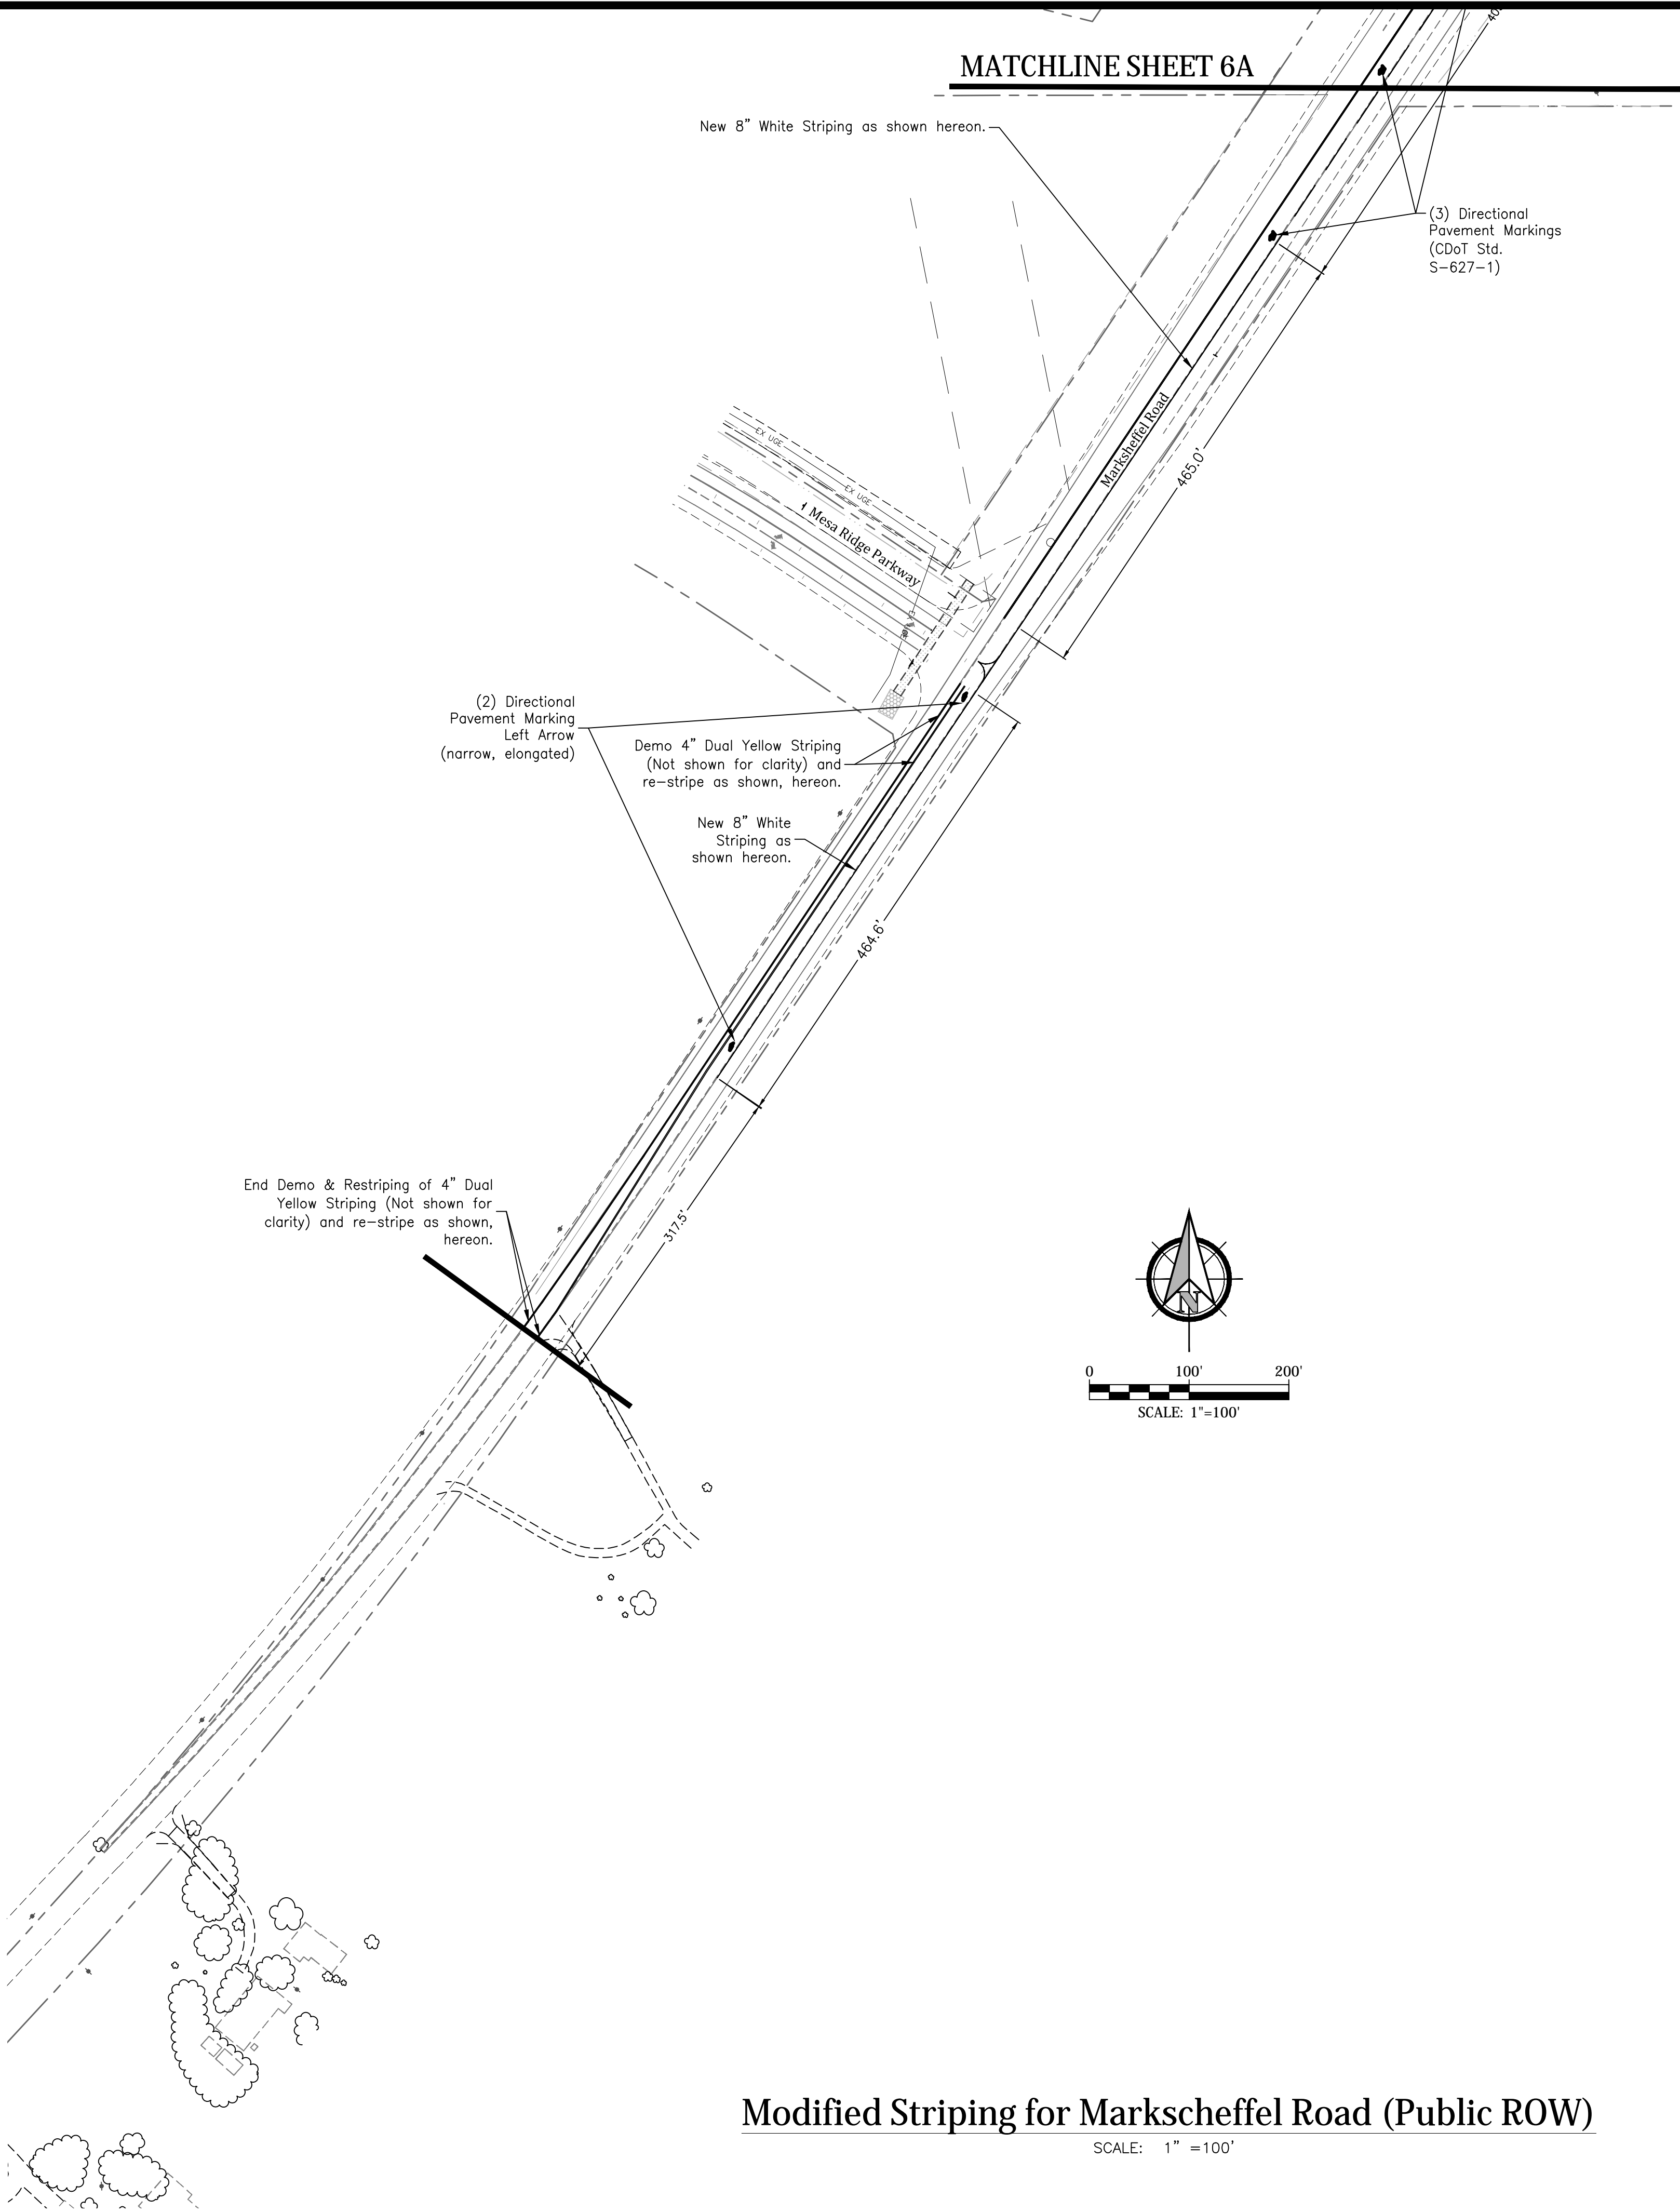 MATCHLINE SHEET 6A
New 8” White Striping as shown hereon.
(3) Directional
Pavement Markings
(CDoT Std.
S-627-1)
Marksheffel Road
465.0'
EX UGE
EX UGE
Mesa Ridge Parkway
(2) Directional
Pavement Marking
Left Arrow
(narrow, elongated)
Demo 4” Dual Yellow Striping
(Not shown for clarity) and
re-stripe as shown, hereon.
New 8” White
Striping as
shown hereon.
464.6'
End Demo & Restriping of 4” Dual
Yellow Striping (Not shown for
clarity) and re-stripe as shown,
hereon.
317.5'
N
0 100' 200'
SCALE: 1"=100'
Modified Striping for Markscheffel Road (Public ROW)
SCALE: 1” =100'